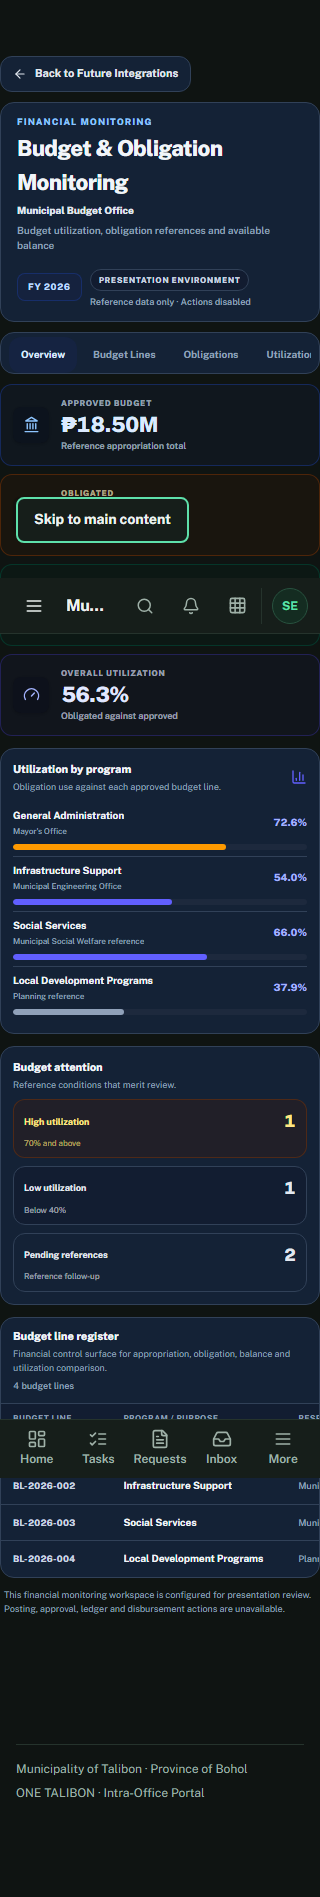 Back to Future Integrations
FINANCIAL MONITORING
Budget & Obligation
Monitoring
Municipal Budget Office
Budget utilization, obligation references and available
balance
FY 2026
PRESENTATION ENVIRONMENT
Reference data only · Actions disabled
Overview
Budget Lines
Obligations
APPROVED BUDGET
₱18.50M
Reference appropriation total
OBLIGATED
Skip to main content
Mu...
SE
OVERALL UTILIZATION
56.3%
Obligated against approved
Utilization by program
Obligation use against each approved budget line.
General Administration
Mayor's Office
72.6%
Infrastructure Support
Municipal Engineering Office
54.0%
Social Services
Municipal Social Welfare reference
66.0%
Local Development Programs
Planning reference
37.9%
Budget attention
Reference conditions that merit review.
High utilization
1
70% and above
Low utilization
1
Below 40%
Pending references
2
Reference follow-up
Budget line register
Financial control surface for appropriation, obligation, balance and
utilization comparison.
4 budget lines
BUDGET LINE PROGRAM / PURPOSE
Home
Tasks
Requests
Inbox
More
BL-2026-002 Infrastructure Support
BL-2026-003 Social Services
BL-2026-004 Local Development Programs
This financial monitoring workspace is configured for presentation review.
Posting, approval, ledger and disbursement actions are unavailable.
Municipality of Talibon · Province of Bohol
ONE TALIBON · Intra-Office Portal